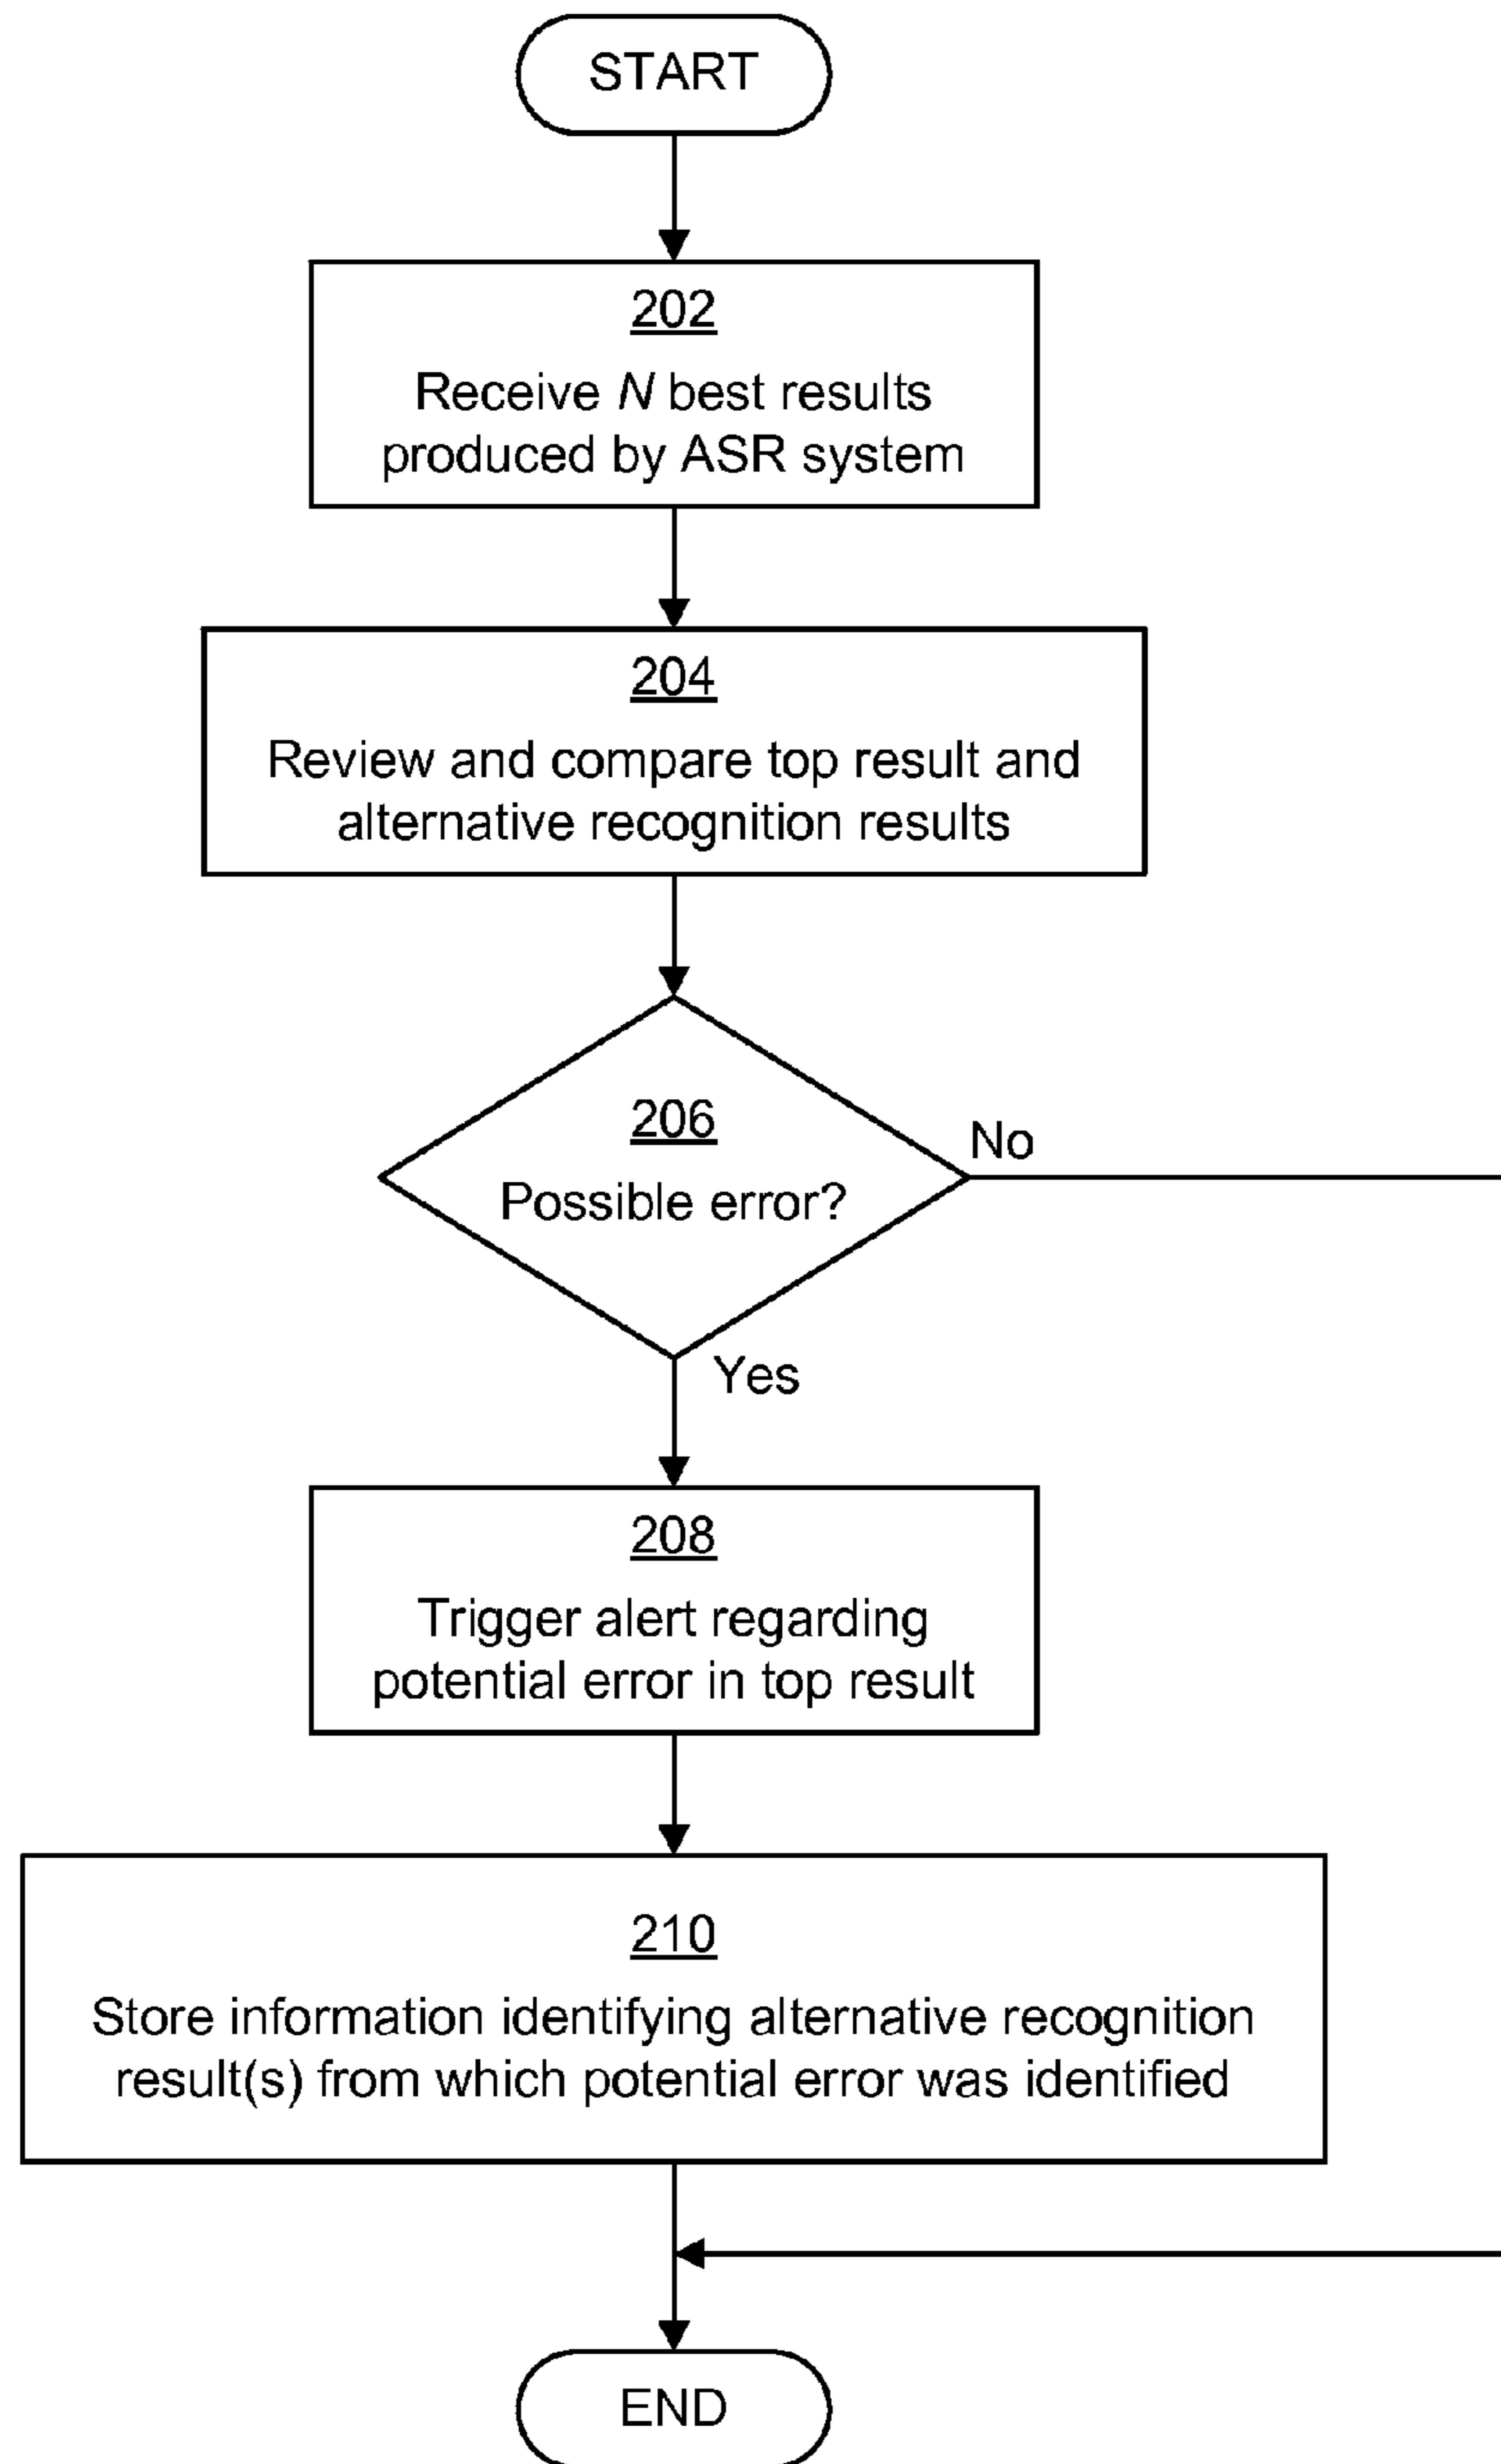 START
202
Receive N best results
produced by ASR system
204
Review and compare top result and
alternative recognition results
206
Possible error?
No
Yes
208
Trigger alert regarding
potential error in top result
210
Store information identifying alternative recognition
result(s) from which potential error was identified
END